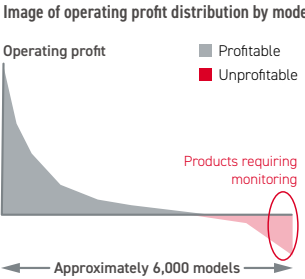 Image of operating profit distribution by mode
Operating profit
Profitable
Unprofitable
Products requiring
monitoring
Approximately 6,000 models